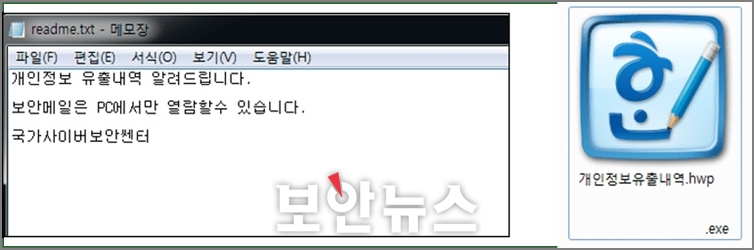 readme.txt - 메모장
파일(F) 편집(E) 서식(O) 보기(V) 도움말(H)
개인정보 유출내역 알려드립니다.
보안메일은 PC에서만 열람할수 있습니다.
국가사이버보안쎈터
보안뉴스
한
개인정보유출내역.hwp
.exe